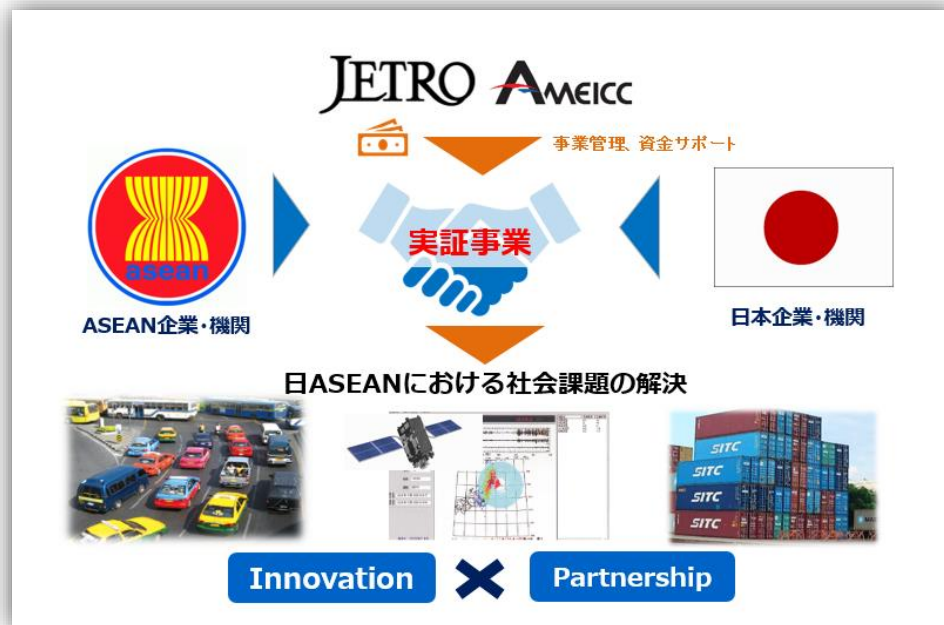 JETRO AMEICC
事業管理、資金サポート
asean
実証事業
ASEAN企業・機関
日本企業・機関
日ASEANにおける社会課題の解決
SITC
SITC
SITC
SITC
Innovation × Partnership